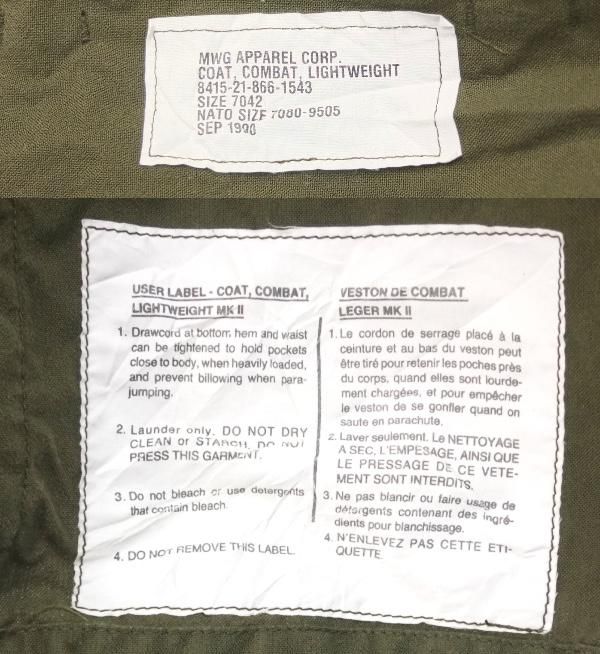 MWG APPAREL CORP.
COAT, COMBAT, LIGHTWEIGHT
8415-21-866-1543
SIZE 7042
NATO SIZE 7080-9505
SEP 1990
USER LABEL - COAT, COMBAT,
LIGHTWEIGHT MK II
1. Drawcord at bottom hem and waist
can be tightened to hold pockets
close to body, when heavily loaded,
and prevent billowing when para-
jumping.
2. Launder only. DO NOT DRY
CLEAN or STARCH. DO NOT
PRESS THIS GARMENT.
3. Do not bleach or use detergents
that contain bleach.
4. DO NOT REMOVE THIS LABEL.
VESTON DE COMBAT
LEGER MK II
1. Le cordon de serrage placé à la
ceinture et au bas du veston peut
être tiré pour retenir les poches près
du corps, quand elles sont lourde-
ment chargées, et pour empêcher
le veston de se gonfler quand on
saute en parachute.
2. Laver seulement. Le NETTOYAGE
A SEC, L'EMPESAGE, AINSI QUE
LE PRESSAGE DE CE VETE-
MENT SONT INTERDITS.
3. Ne pas blancir ou faire usage de
détergents contenant des ingré-
dients pour blanchissage.
4. N'ENLEVEZ PAS CETTE ETI-
QUETTE